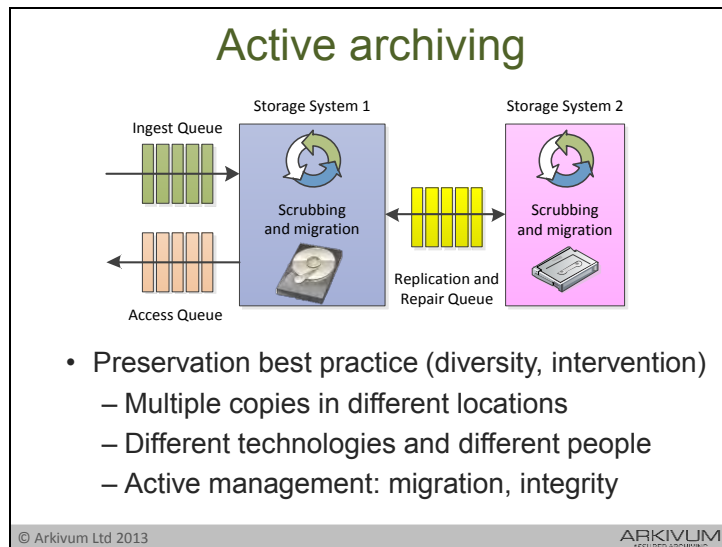 Active archiving
Storage System 1
Storage System 2
Ingest Queue
Scrubbing
and migration
Scrubbing
and migration
Replication and
Repair Queue
Access Queue
• Preservation best practice (diversity, intervention)
– Multiple copies in different locations
– Different technologies and different people
– Active management: migration, integrity
© Arkivum Ltd 2013
ARKIVUM
ASSURED ARCHIVING